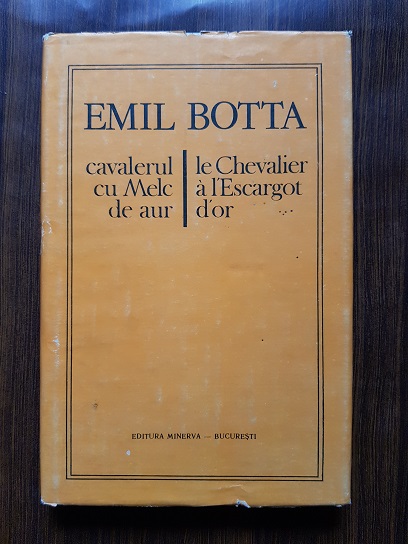 EMIL BOTTA
cavalerul
cu Melc
de aur
le Chevalier
à l'Escargot
d'or
EDITURA MINERVA — BUCUREȘTI